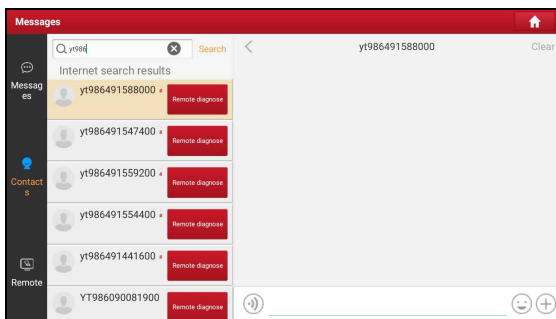 Messages
yt986
Search
yt986491588000
Clear
Internet search results
Messag
es
Contact
s
Remote
yt986491588000
Remote diagnose
yt986491547400
Remote diagnose
yt986491559200
Remote diagnose
yt986491554400
Remote diagnose
yt986491441600
Remote diagnose
YT986090081900
Remote diagnose